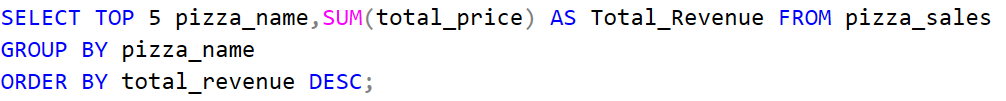 SELECT TOP 5 pizza_name,SUM(total_price) AS Total_Revenue FROM pizza_sales
GROUP BY pizza_name
ORDER BY total_revenue DESC;